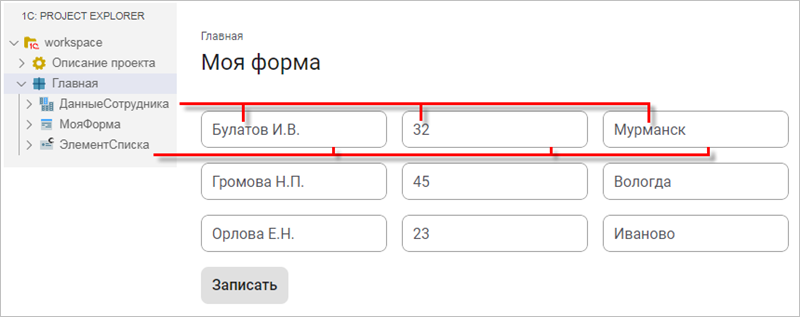 1C: PROJECT EXPLORER
workspace
Описание проекта
Главная
ДанныеСотрудника
МояФорма
ЭлементСписка
Главная
Моя форма
Булатов И.В. 32 Мурманск
Громова Н.П. 45 Вологда
Орлова Е.Н. 23 Иваново
Записать